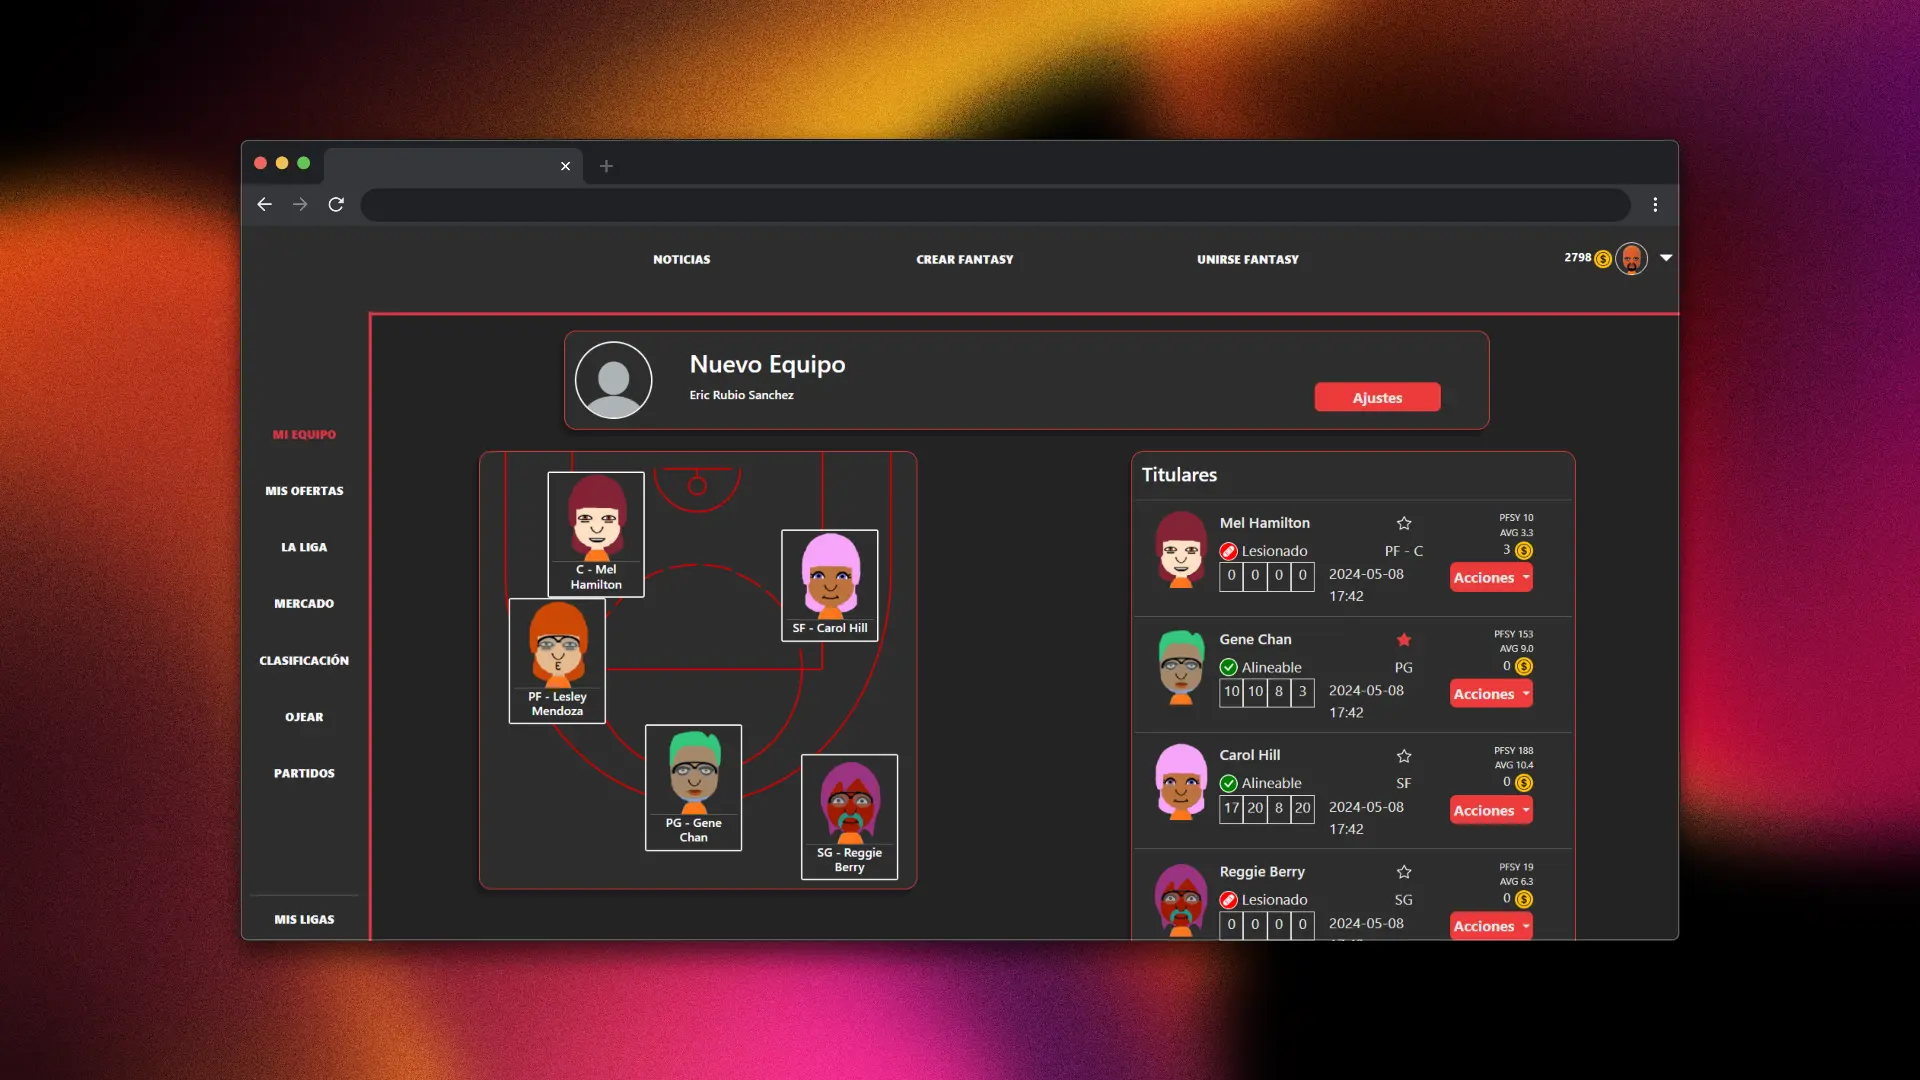 NOTICIAS
CREAR FANTASY
UNIRSE FANTASY
2798
Nuevo Equipo
Eric Rubio Sanchez
Ajustes
MI EQUIPO
MIS OFERTAS
LA LIGA
MERCADO
CLASIFICACIÓN
OJEAR
PARTIDOS
MIS LIGAS
C - Mel
Hamilton
SF - Carol Hill
PF - Lesley
Mendoza
PG - Gene
Chan
SG - Reggie
Berry
Titulares
Mel Hamilton
PFSY 10
AVG 3.3
Lesionado
PF - C
3
0 0 0 0
2024-05-08
17:42
Acciones
Gene Chan
PFSY 153
AVG 9.0
Alineable
PG
0
10 10 8 3
2024-05-08
17:42
Acciones
Carol Hill
PFSY 188
AVG 10.4
Alineable
SF
0
17 20 8 20
2024-05-08
17:42
Acciones
Reggie Berry
PFSY 19
AVG 6.3
Lesionado
SG
0
0 0 0 0
2024-05-08
Acciones